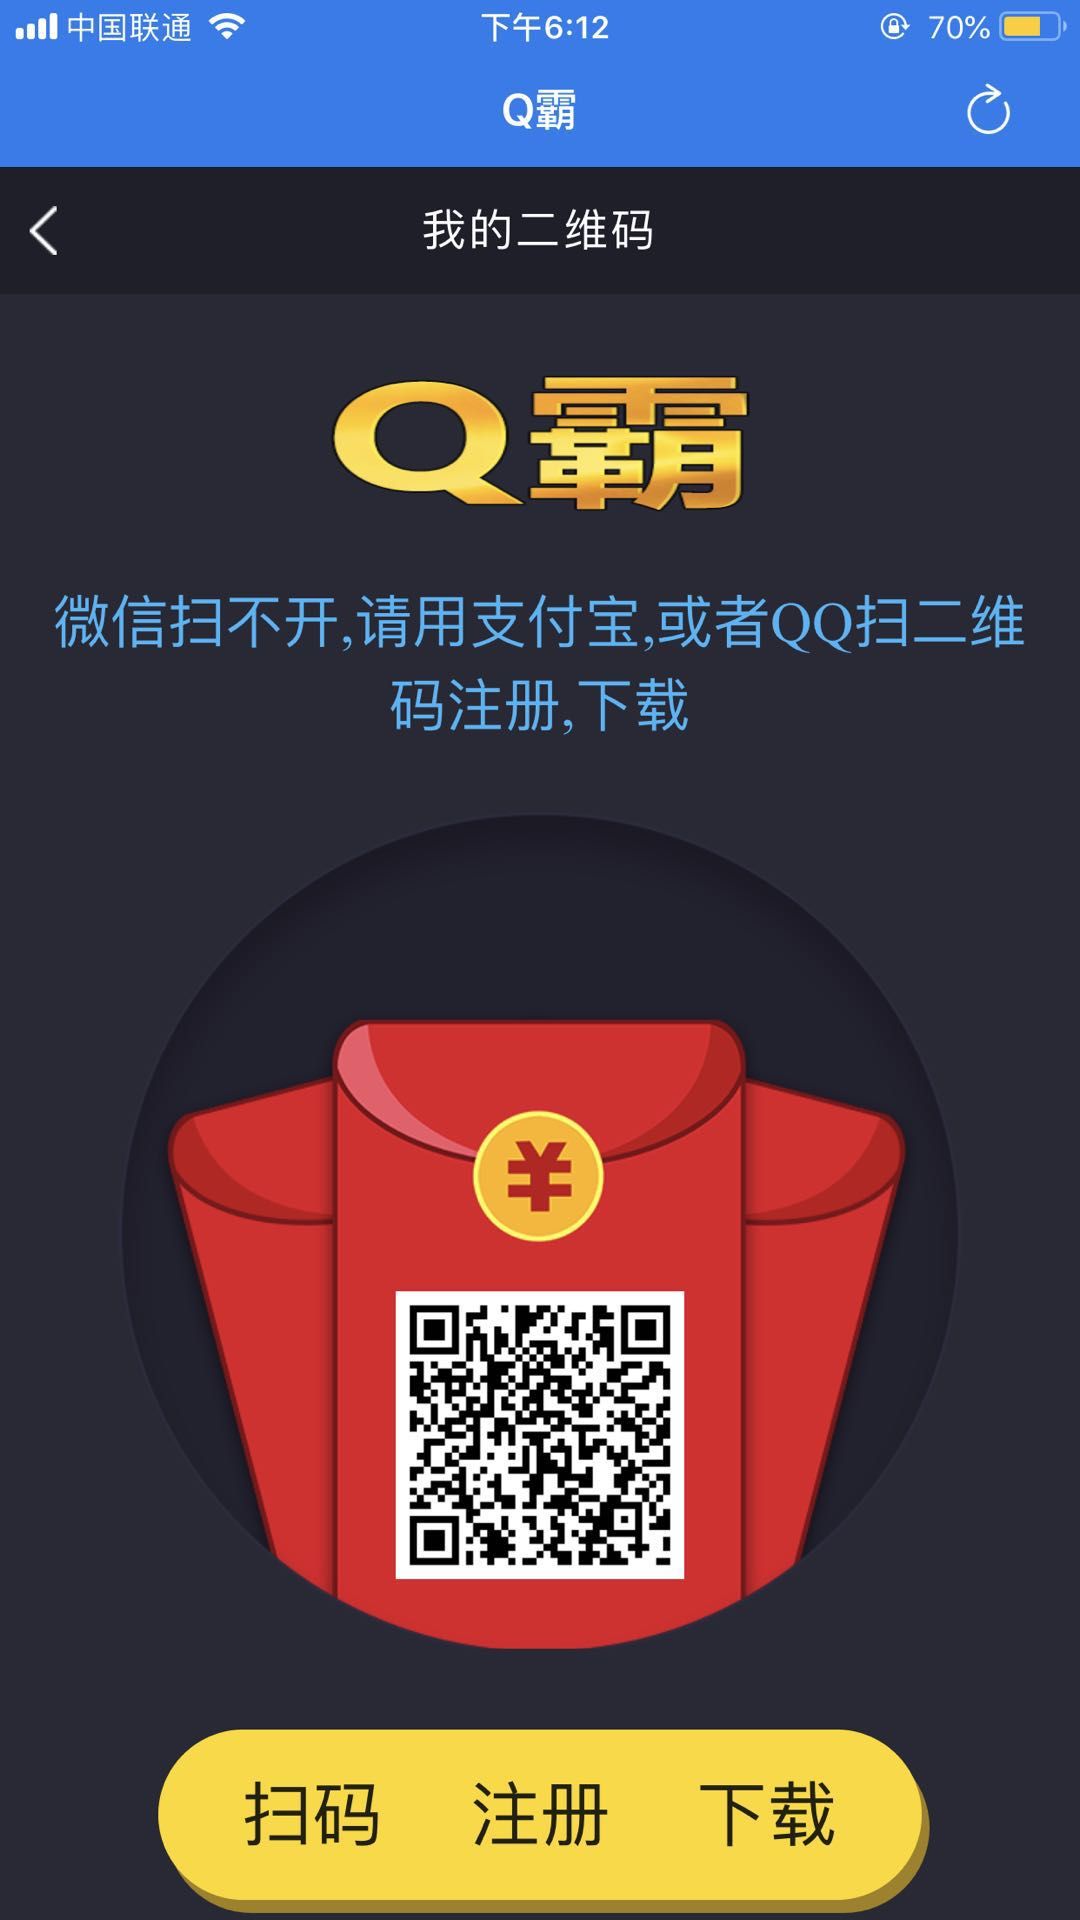 中国联通 下午6:12 70%
Q霸
我的二维码
Q霸
微信扫不开,请用支付宝,或者QQ扫二维
码注册,下载
¥
扫码 注册 下载